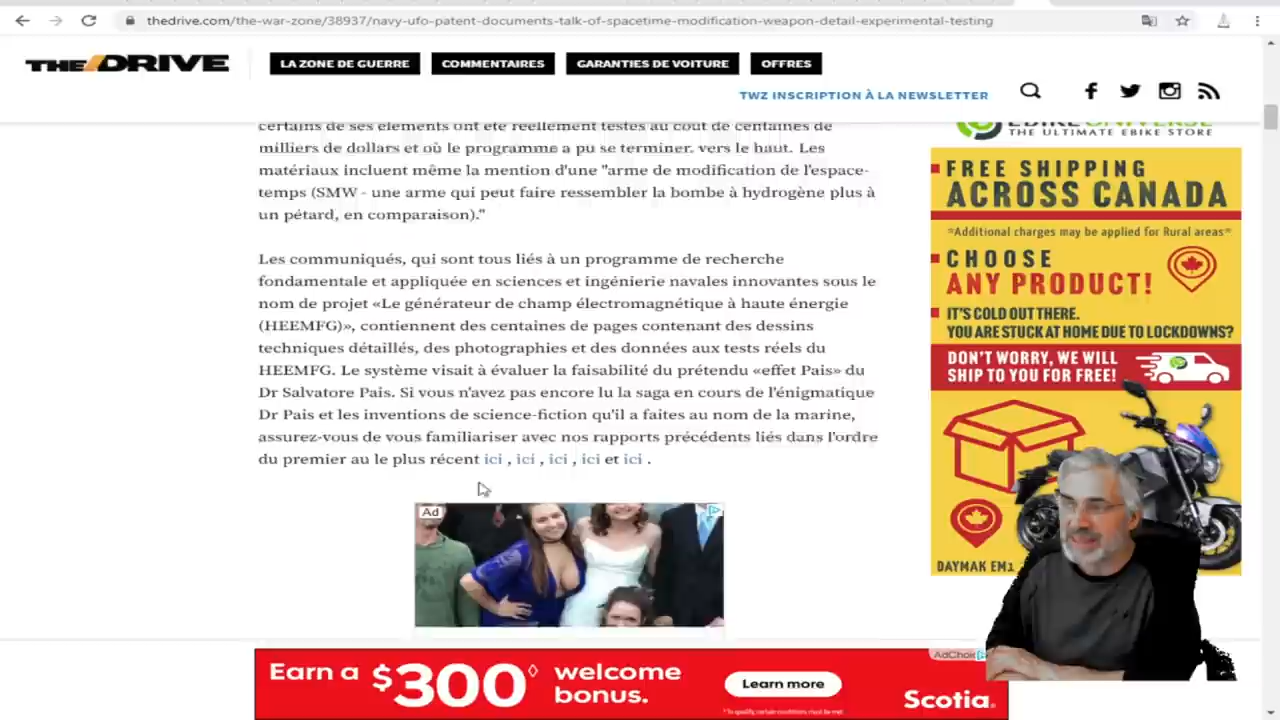 thedrive.com/the-war-zone/38937/navy-ufo-patent-documents-talk-of-spacetime-modification-weapon-detail-experimental-testing
THE/DRIVE
LA ZONE DE GUERRE
COMMENTAIRES
GARANTIES DE VOITURE
OFFRES
TWZ INSCRIPTION À LA NEWSLETTER
certains de ses éléments ont été réellement testés au coût de centaines de
milliers de dollars et où le programme a pu se terminer. vers le haut. Les
matériaux incluent même la mention d'une "arme de modification de l'espace-
temps (SMW - une arme qui peut faire ressembler la bombe à hydrogène plus à
un pétard, en comparaison)."
Les communiqués, qui sont tous liés à un programme de recherche
fondamentale et appliquée en sciences et ingénierie navales innovantes sous le
nom de projet «Le générateur de champ électromagnétique à haute énergie
(HEEMFG)», contiennent des centaines de pages contenant des dessins
techniques détaillés, des photographies et des données aux tests réels du
HEEMFG. Le système visait à évaluer la faisabilité du prétendu «effet Pais» du
Dr Salvatore Pais. Si vous n'avez pas encore lu la saga en cours de l'énigmatique
Dr Pais et les inventions de science-fiction qu'il a faites au nom de la marine,
assurez-vous de vous familiariser avec nos rapports précédents liés dans l'ordre
du premier au le plus récent ici , ici , ici , ici et ici .
Ad
EBIKE UNIVERSE
THE ULTIMATE EBIKE STORE
FREE SHIPPING
ACROSS CANADA
*Additional charges may be applied for Rural areas*
CHOOSE
ANY PRODUCT!
IT'S COLD OUT THERE.
YOU ARE STUCK AT HOME DUE TO LOCKDOWNS?
DON'T WORRY, WE WILL
SHIP TO YOU FOR FREE!
DAYMAK EM1
Earn a $300◊ welcome
bonus.
Learn more
Scotia